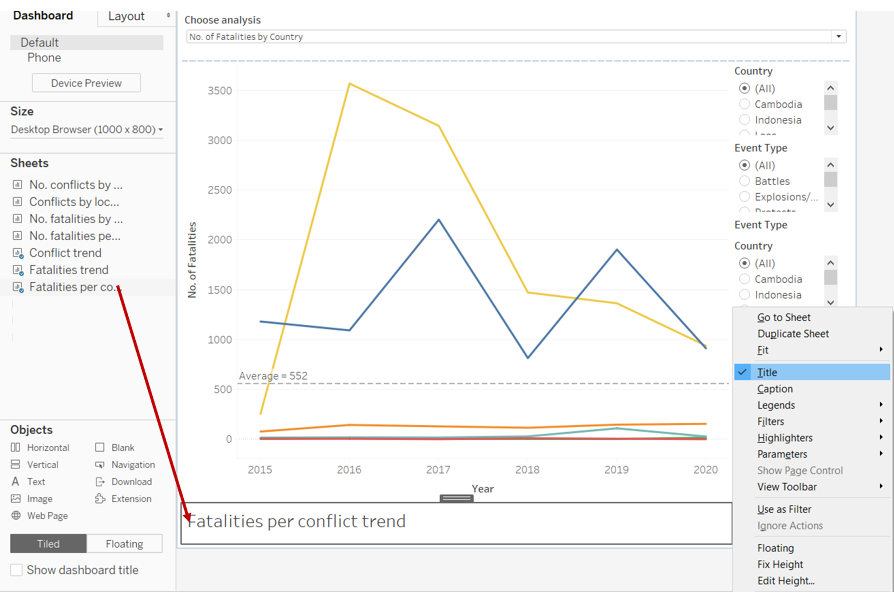 Dashboard
Layout
Default
Phone
Device Preview
Size
Desktop Browser (1000 x 800)
Sheets
No. conflicts by ...
Conflicts by loc...
No. fatalities by ...
No. fatalities pe...
Conflict trend
Fatalities trend
Fatalities per co...
Objects
Horizontal
Blank
Vertical
Navigation
A Text
Download
Image
Extension
Web Page
Tiled
Floating
Show dashboard title
Choose analysis
No. of Fatalities by Country
No. of Fatalities
3500
3000
2500
2000
1500
1000
500
0
Average = 552
2015 2016 2017 2018 2019 2020
Year
Fatalities per conflict trend
Country
(All)
Cambodia
Indonesia
Laos
Event Type
(All)
Battles
Explosions/...
Protests
Event Type
Country
(All)
Cambodia
Indonesia
Go to Sheet
Duplicate Sheet
Fit
Title
Caption
Legends
Filters
Highlighters
Parameters
Show Page Control
View Toolbar
Use as Filter
Ignore Actions
Floating
Fix Height
Edit Height...